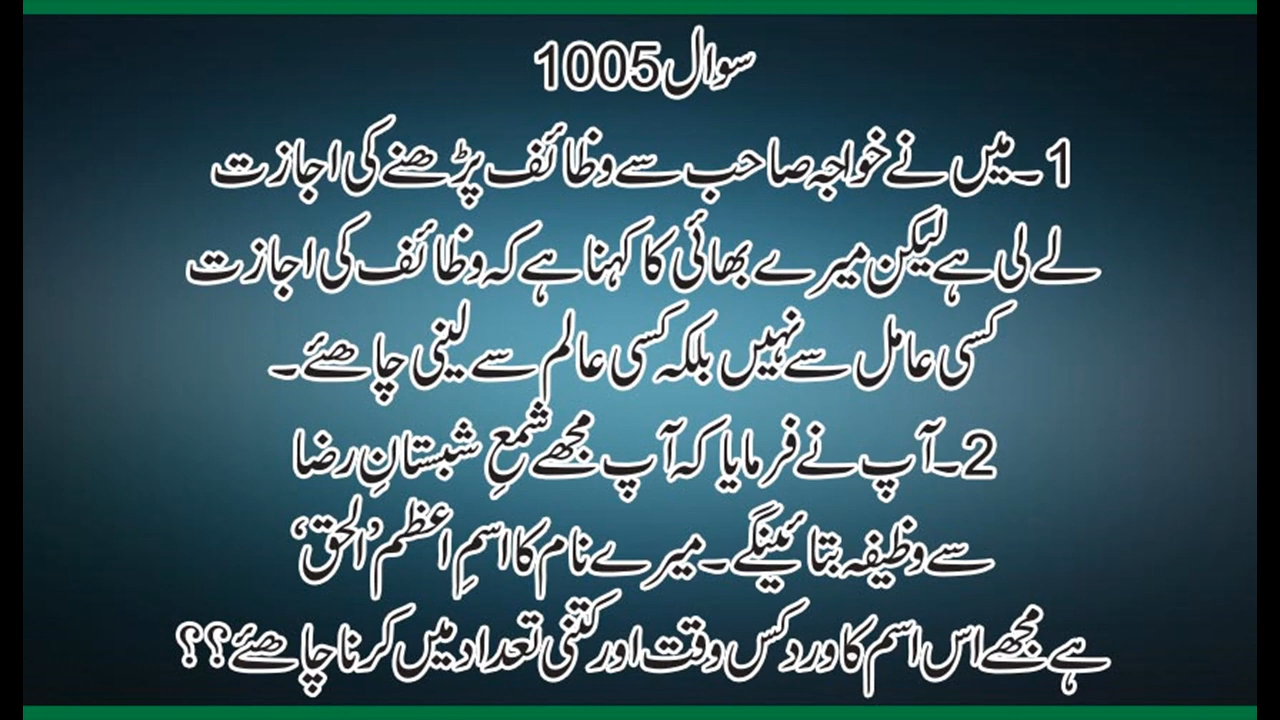 سوال 1005
1۔ میں نے خواجہ صاحب سے وظائف پڑھنے کی اجازت
لے لی ہے لیکن میرے بھائی کا کہنا ہے کہ وظائف کی اجازت
کسی عامل سے نہیں بلکہ کسی عالم سے لینی چاھئے۔
2۔ آپ نے فرمایا کہ آپ مجھے شمعِ شبستانِ رضا
سے وظیفہ بتائینگے۔ میرے نام کا اسمِ اعظم ’الحق‘
ہے مجھے اس اسم کا ورد کس وقت اور کتنی تعداد میں کرنا چاھئے؟؟